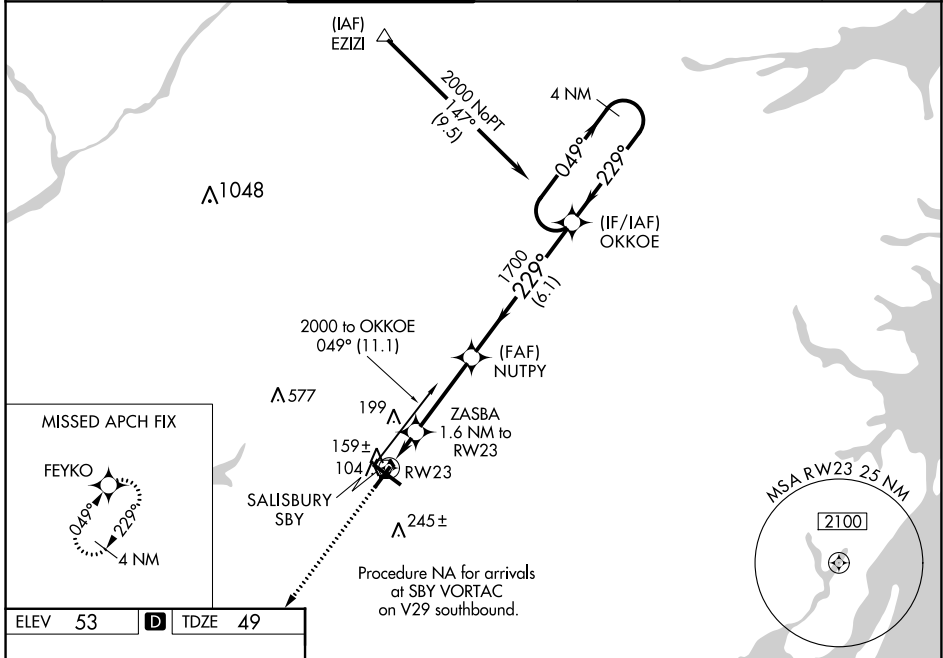 (IAF)
EZIZI
2000 NoPT
147°
(9.5)
4 NM
049°
229°
1048
(IF/IAF)
OKKOE
1700
229°
(6.1)
2000 to OKKOE
049° (11.1)
(FAF)
NUTPY
577
199
ZASBA
1.6 NM to
RW23
159±
104
RW23
SALISBURY
SBY
245±
MISSED APCH FIX
FEYKO
049°
229°
4 NM
MSA RW23 25 NM
2100
Procedure NA for arrivals
at SBY VORTAC
on V29 southbound.
ELEV 53 D TDZE 49